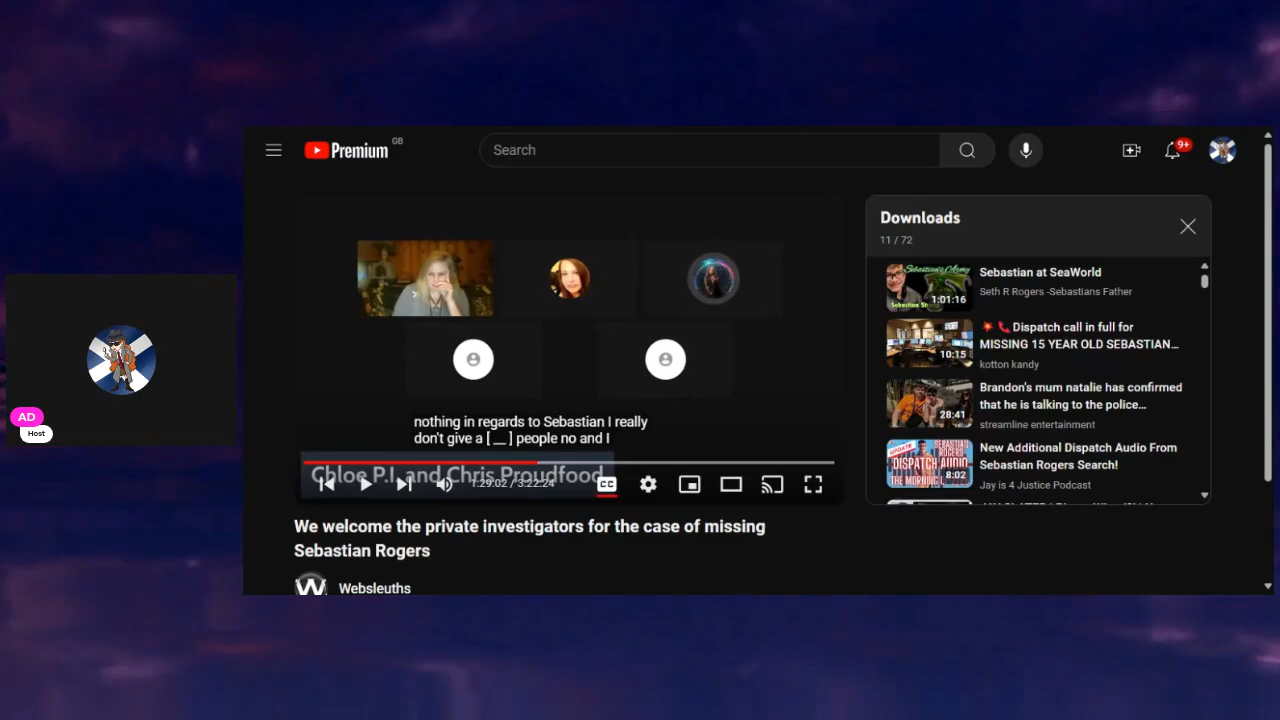 Premium
GB
Search
9+
AD
Host
nothing in regards to Sebastian I really
don't give a [ __ ] people no and I
Chloe P.I. and Chris Proudfood
1:29:02 / 3:22:24
CC
We welcome the private investigators for the case of missing
Sebastian Rogers
W
Websleuths
Downloads
11 / 72
1:01:16
Sebastian at SeaWorld
Seth R Rogers -Sebastians Father
10:15
Dispatch call in full for
MISSING 15 YEAR OLD SEBASTIAN...
kotton kandy
28:41
Brandon's mum natalie has confirmed
that he is talking to the police...
streamline entertainment
UPDATE
SEBASTIAN
ROGERS
DISPATCH
8:02
New Additional Dispatch Audio From
Sebastian Rogers Search!
Jay is 4 Justice Podcast